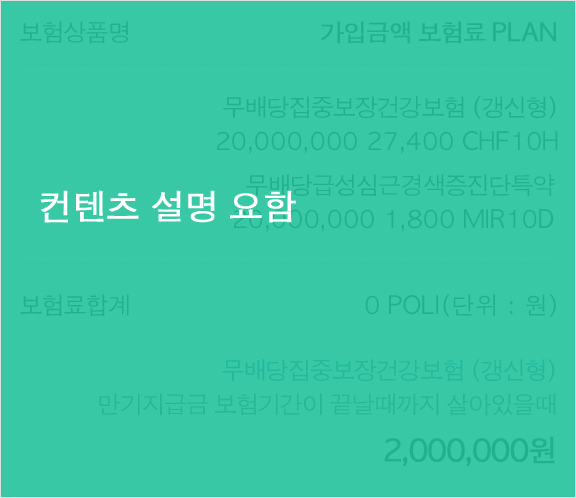 보험상품명 가입금액 보험료 PLAN
무배당집중보장건강보험 (갱신형)
20,000,000 27,400 CHF10H
무배당급성심근경색증진단특약
컨텐츠 설명 요함
20,000,000 1,800 MIR10D
보험료합계 0 POLI(단위 : 원)
무배당집중보장건강보험 (갱신형)
만기지급금 보험기간이 끝날때까지 살아있을때
2,000,000원